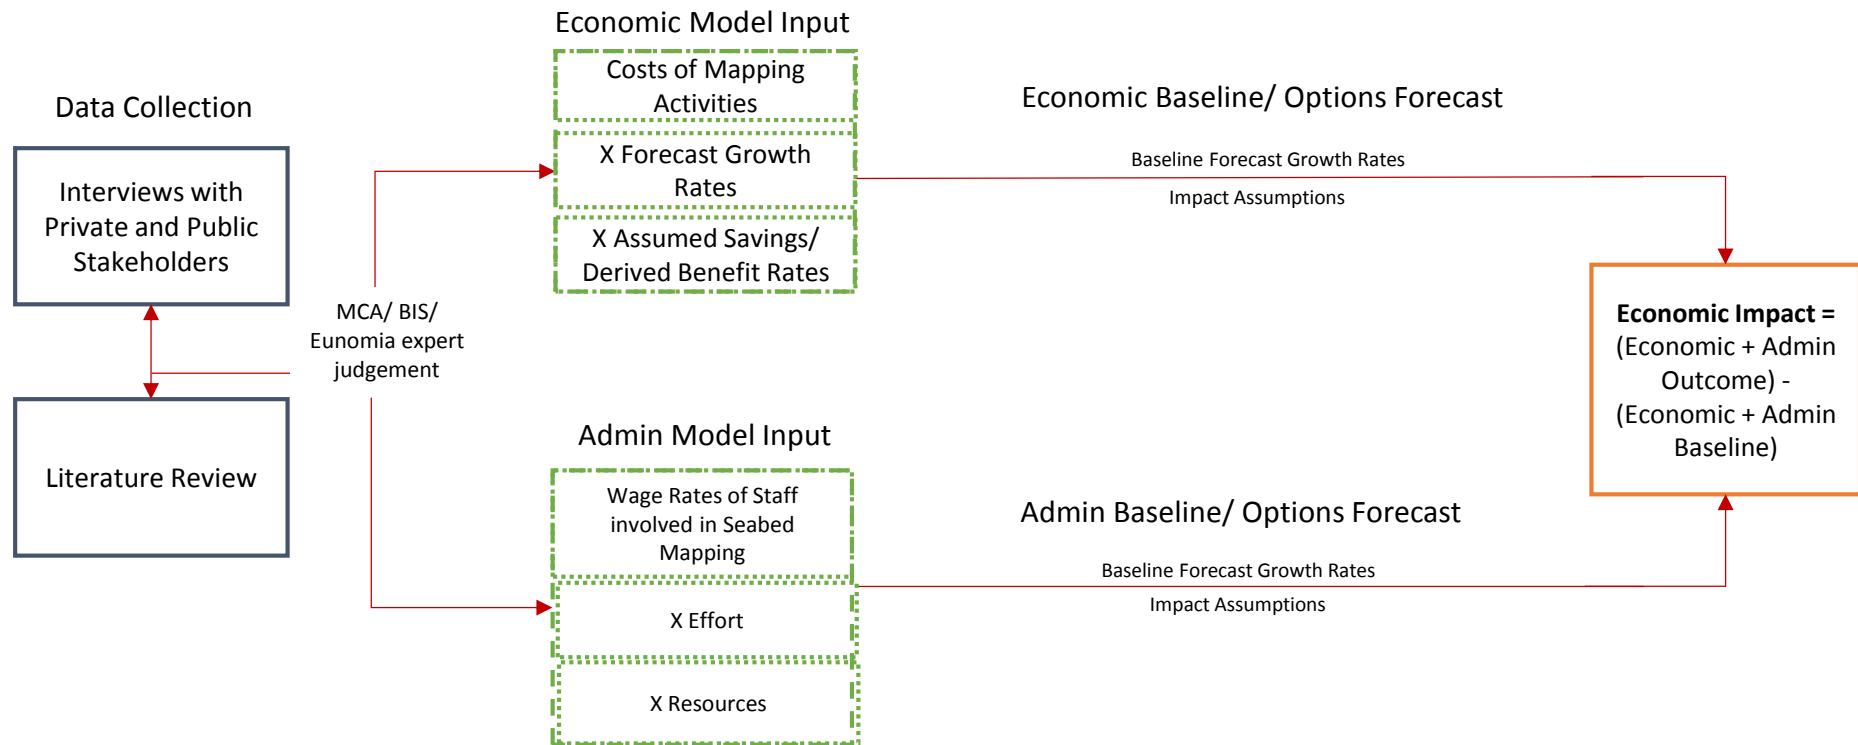 Data Collection
Interviews with
Private and Public
Stakeholders
Literature Review
MCA/ BIS/
Eunomia expert
judgement
Economic Model Input
Costs of Mapping
Activities
X Forecast Growth
Rates
X Assumed Savings/
Derived Benefit Rates
Admin Model Input
Wage Rates of Staff
involved in Seabed
Mapping
X Effort
X Resources
Economic Baseline/ Options Forecast
Baseline Forecast Growth Rates
Impact Assumptions
Admin Baseline/ Options Forecast
Baseline Forecast Growth Rates
Impact Assumptions
Economic Impact =
(Economic + Admin
Outcome) -
(Economic + Admin
Baseline)